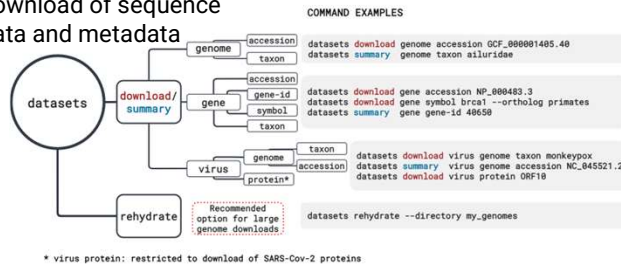 ownload of sequence
ata and metadata
COMMAND EXAMPLES
datasets
download/
summary
genome
accession
taxon
datasets download genome accession GCF_000001405.40
datasets summary genome taxon ailuridae
gene
accession
gene-id
symbol
taxon
datasets download gene accession NP_000483.3
datasets download gene symbol brca1 --ortholog primates
datasets summary gene gene-id 40650
virus
genome
taxon
accession
protein*
datasets download virus genome taxon monkeypox
datasets summary virus genome accession NC_045521.2
datasets download virus protein ORF10
rehydrate
Recommended
option for large
genome downloads
datasets rehydrate --directory my_genomes
* virus protein: restricted to download of SARS-Cov-2 proteins